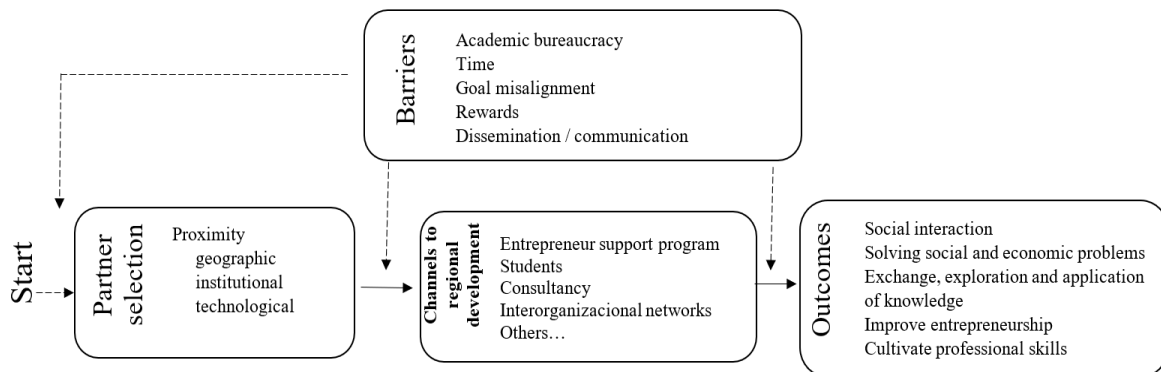 Barriers
Academic bureaucracy
Time
Goal misalignment
Rewards
Dissemination / communication
Start
Partner
selection
Proximity
geographic
institutional
technological
Channels to
regional
development
Entrepreneur support program
Students
Consultancy
Interorganizacional networks
Others…
Outcomes
Social interaction
Solving social and economic problems
Exchange, exploration and application
of knowledge
Improve entrepreneurship
Cultivate professional skills